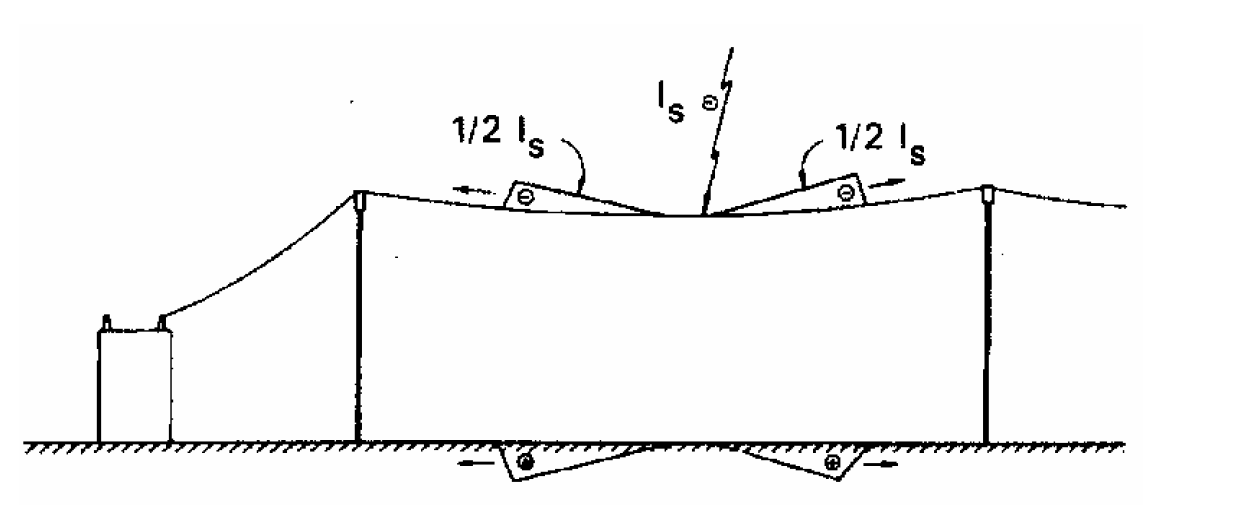 I_S ⊖
1/2 I_S
1/2 I_S
⊖
⊖
⊕
⊕